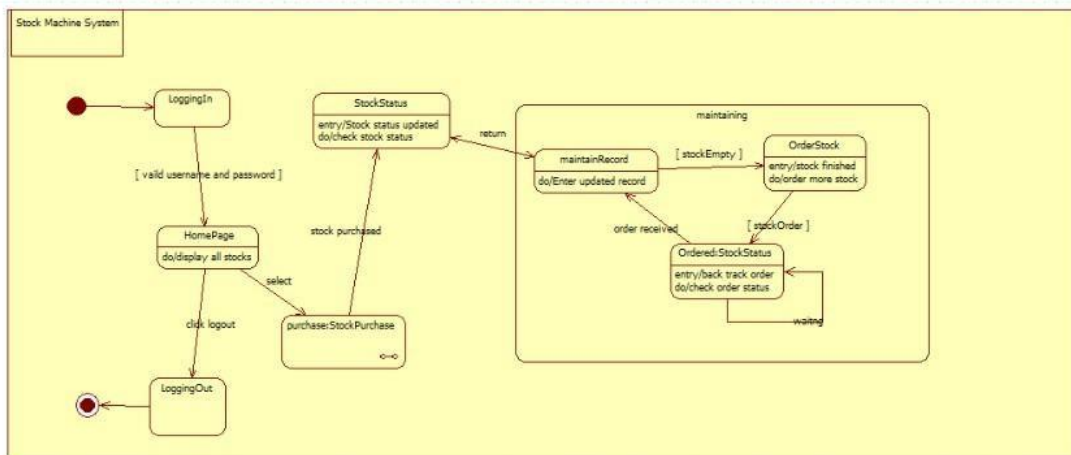 Stock Machine System
LoggingIn
[ vaild username and password ]
HomePage
do/display all stocks
select
click logout
LoggingOut
purchase:StockPurchase
stock purchased
StockStatus
entry/Stock status updated
do/check stock status
return
maintaining
maintainRecord
do/Enter updated record
[ stockEmpty ]
OrderStock
entry/stock finished
do/order more stock
[ stockOrder ]
order received
Ordered:StockStatus
entry/back track order
do/check order status
waitng